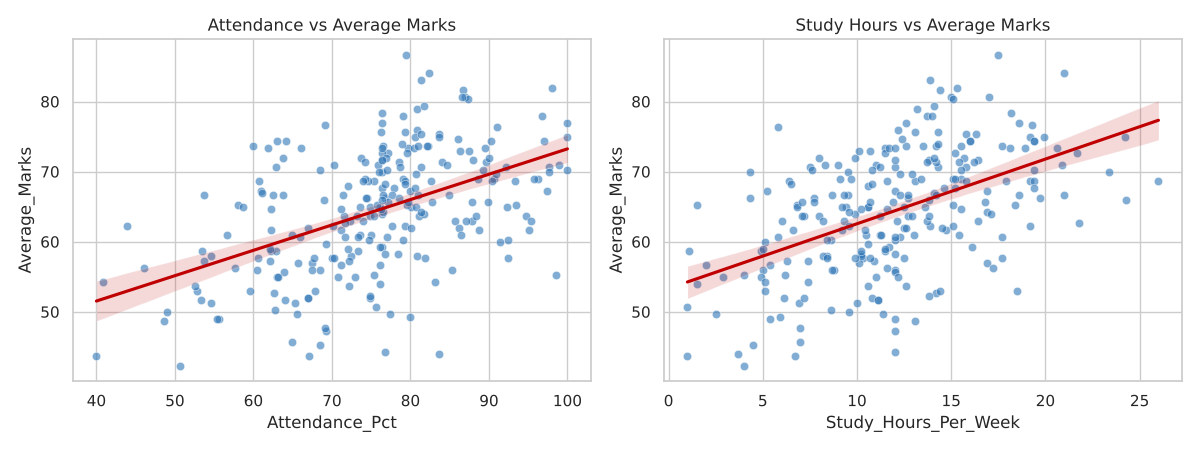 Attendance vs Average Marks
Average_Marks
80
70
60
50
40 50 60 70 80 90 100
Attendance_Pct
Study Hours vs Average Marks
Average_Marks
80
70
60
50
0 5 10 15 20 25
Study_Hours_Per_Week